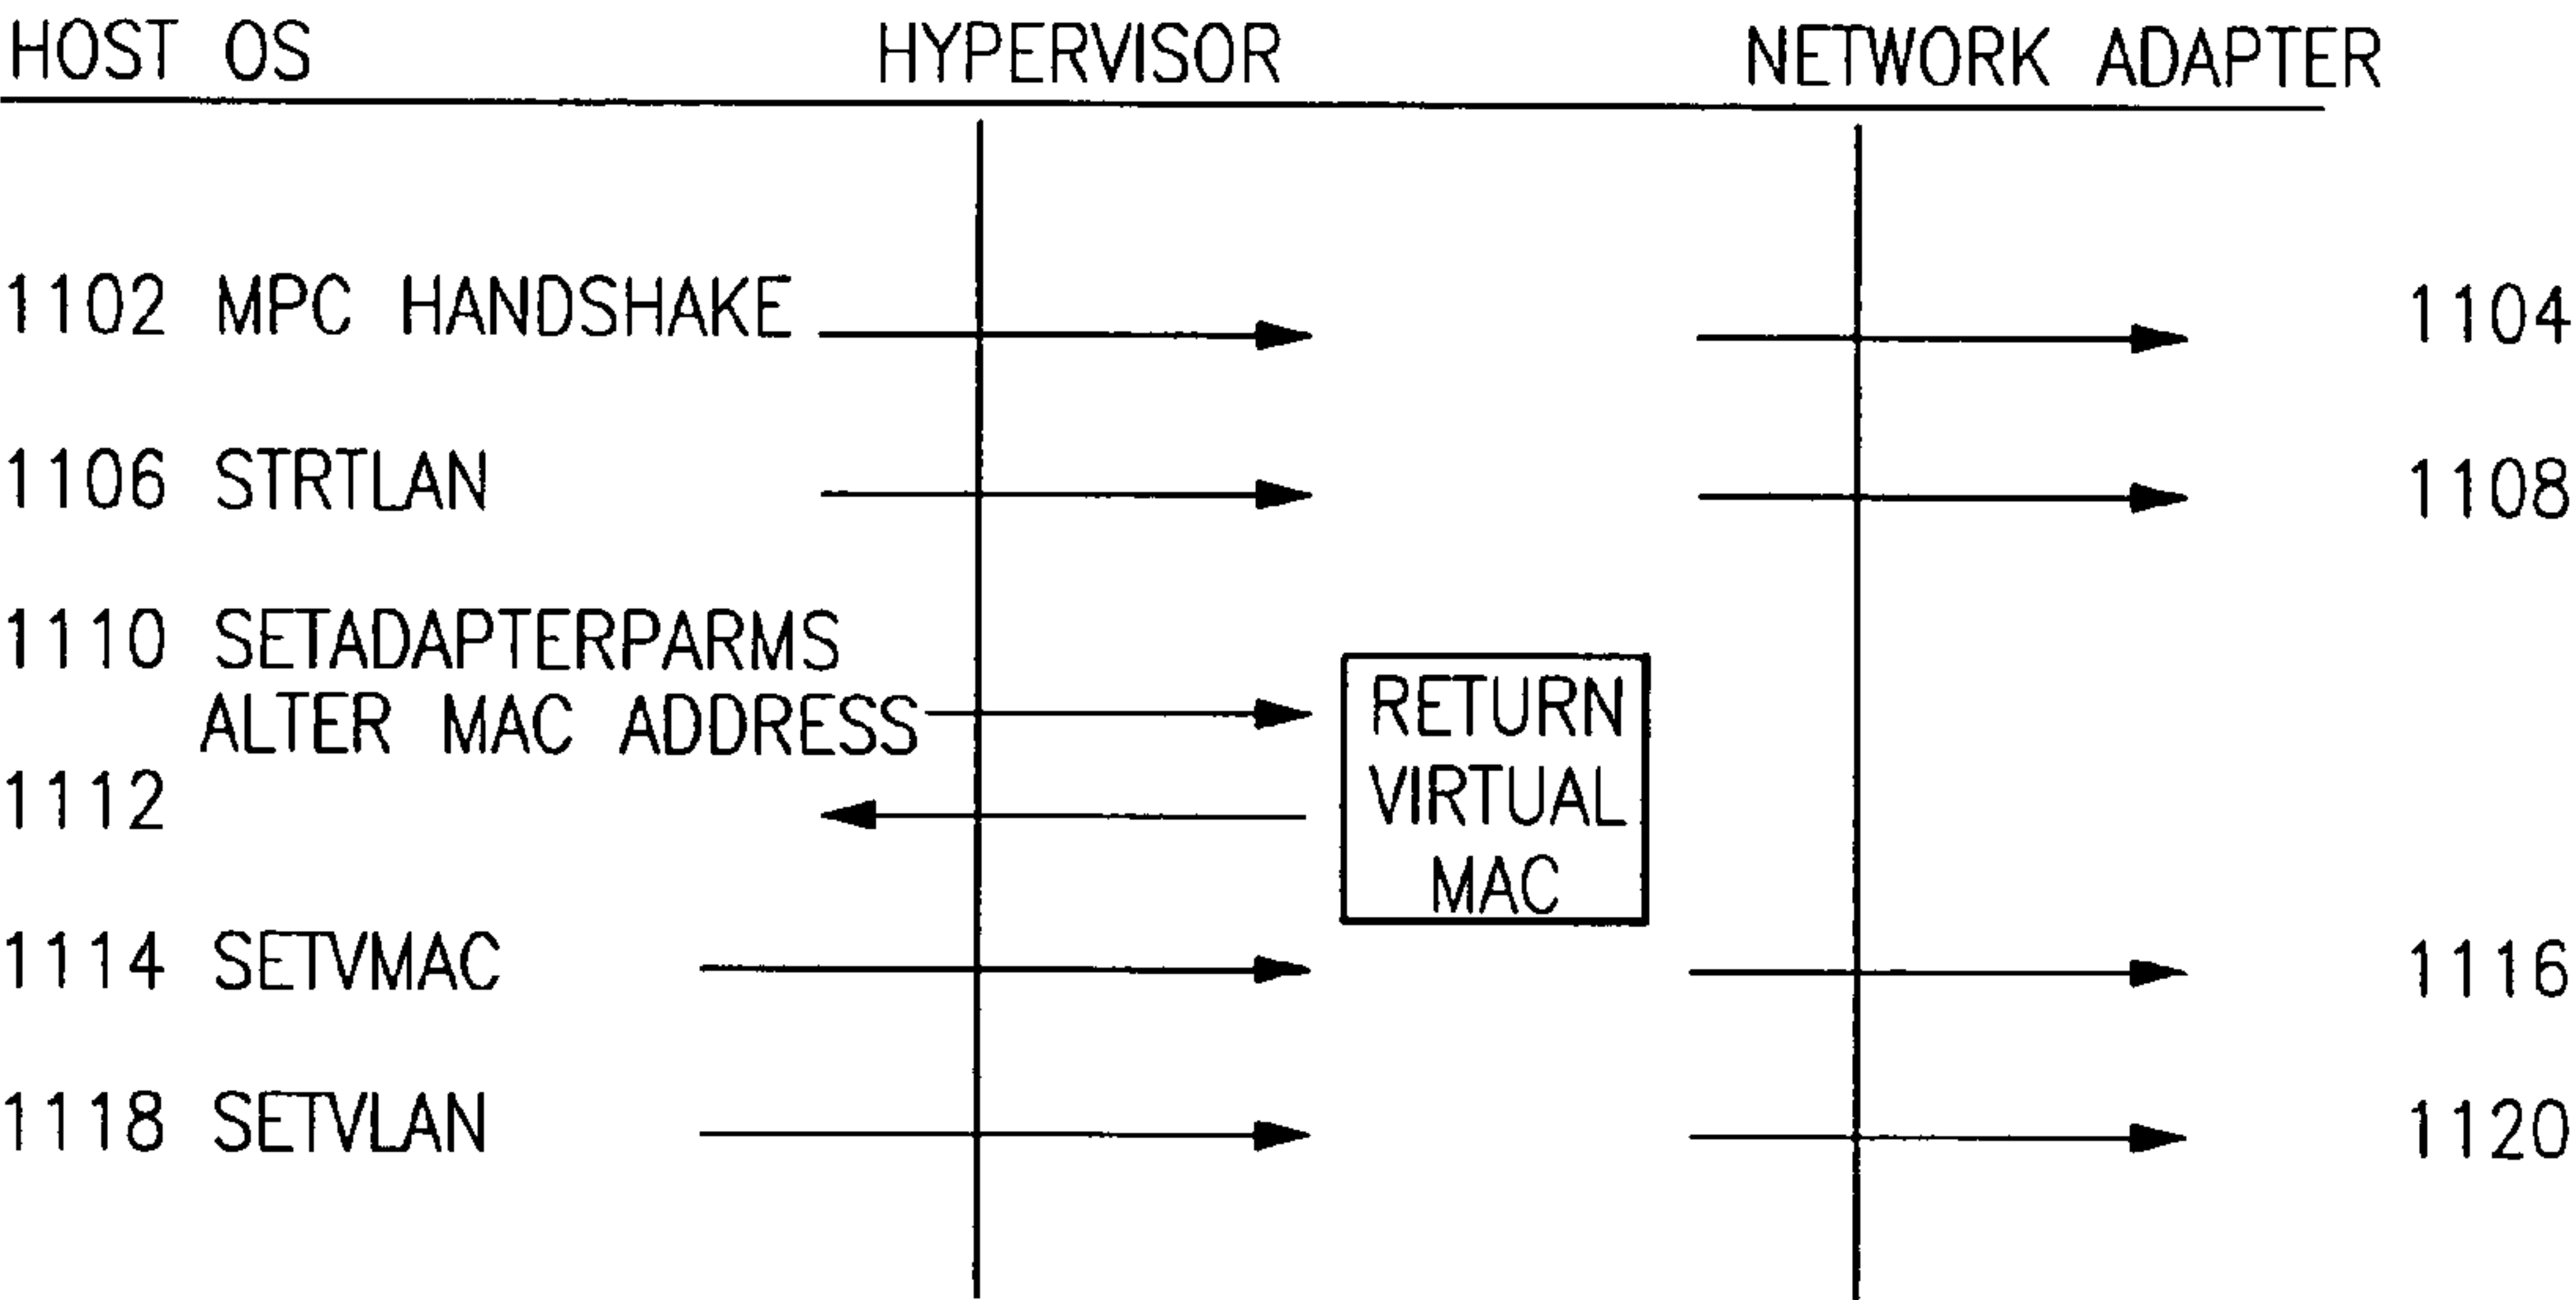 HOST OS HYPERVISOR NETWORK ADAPTER
1102 MPC HANDSHAKE 1104
1106 STRTLAN 1108
1110 SETADAPTERPARMS
ALTER MAC ADDRESS
1112
RETURN
VIRTUAL
MAC
1114 SETVMAC 1116
1118 SETVLAN 1120